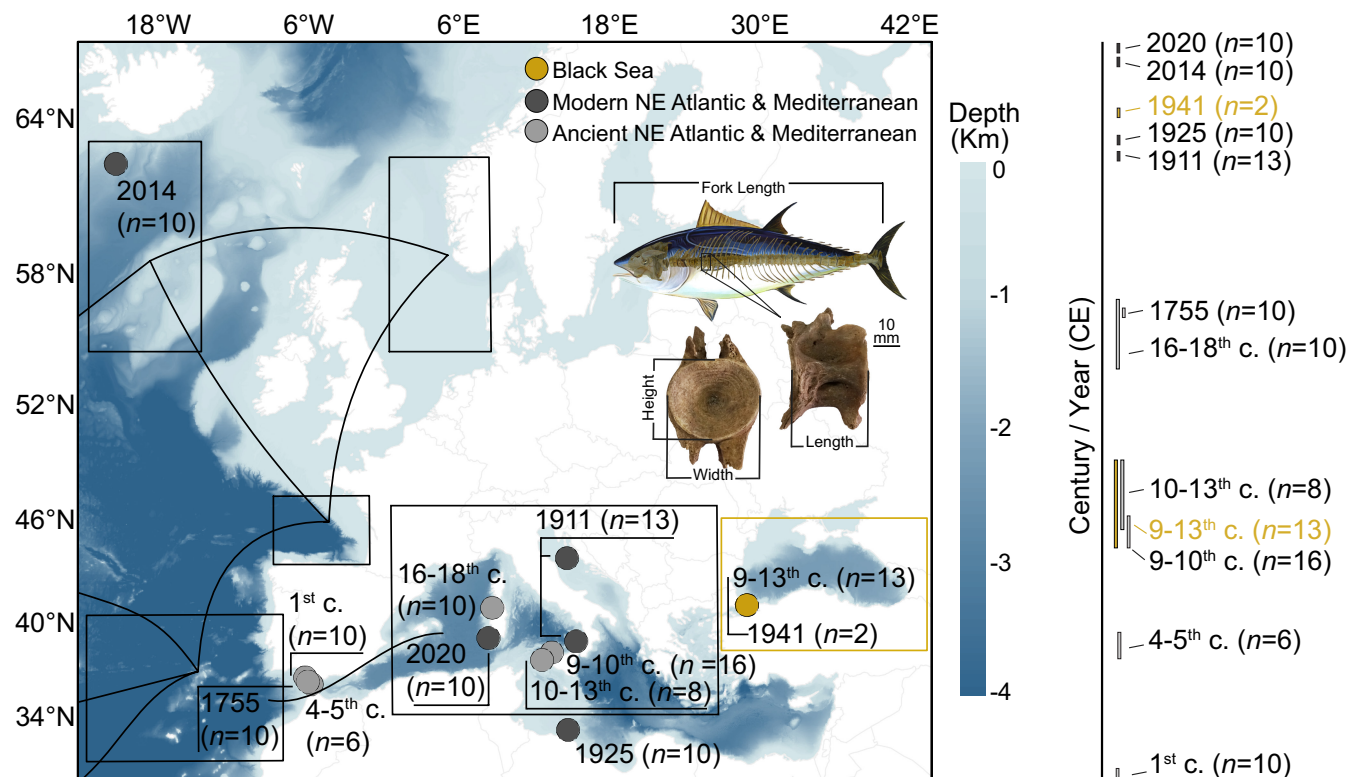 18°W 6°W 6°E 18°E 30°E 42°E
64°N
58°N
52°N
46°N
40°N
34°N
Black Sea
Modern NE Atlantic & Mediterranean
Ancient NE Atlantic & Mediterranean
2014
(n=10)
Fork Length
10
mm
Height
Width
Length
1911 (n=13)
16-18th c.
(n=10)
9-13th c. (n=13)
1941 (n=2)
1st c.
(n=10)
2020
(n=10)
9-10th c. (n =16)
10-13th c. (n=8)
1755
(n=10)
4-5th c.
(n=6)
1925 (n=10)
Depth
(Km)
0
-1
-2
-3
-4
Century / Year (CE)
2020 (n=10)
2014 (n=10)
1941 (n=2)
1925 (n=10)
1911 (n=13)
1755 (n=10)
16-18th c. (n=10)
10-13th c. (n=8)
9-13th c. (n=13)
9-10th c. (n=16)
4-5th c. (n=6)
1st c. (n=10)